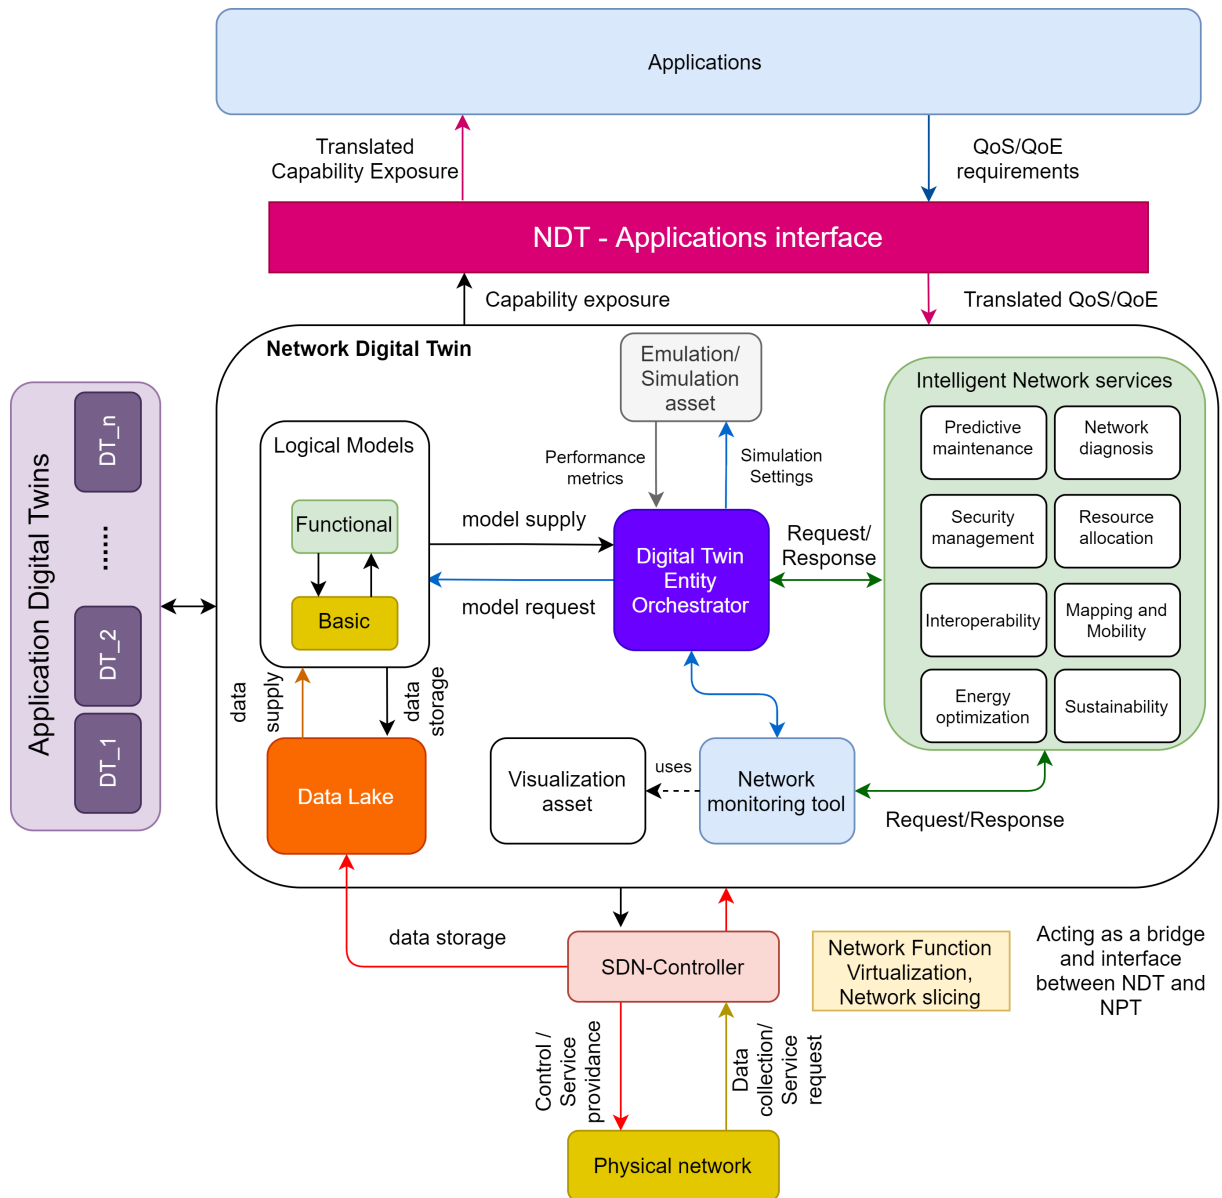 Applications
Translated
Capability Exposure
QoS/QoE
requirements
NDT - Applications interface
Capability exposure
Translated QoS/QoE
Network Digital Twin
Application Digital Twins
DT_n
......
DT_2
DT_1
Logical Models
Functional
Basic
Emulation/
Simulation
asset
Performance
metrics
Simulation
Settings
model supply
model request
Digital Twin
Entity
Orchestrator
Request/
Response
Intelligent Network services
Predictive
maintenance
Network
diagnosis
Security
management
Resource
allocation
Interoperability
Mapping and
Mobility
Energy
optimization
Sustainability
data
supply
data
storage
Data Lake
Visualization
asset
uses
Network
monitoring tool
Request/Response
data storage
SDN-Controller
Network Function
Virtualization,
Network slicing
Acting as a bridge
and interface
between NDT and
NPT
Control /
Service
providance
Data
collection/
Service
request
Physical network